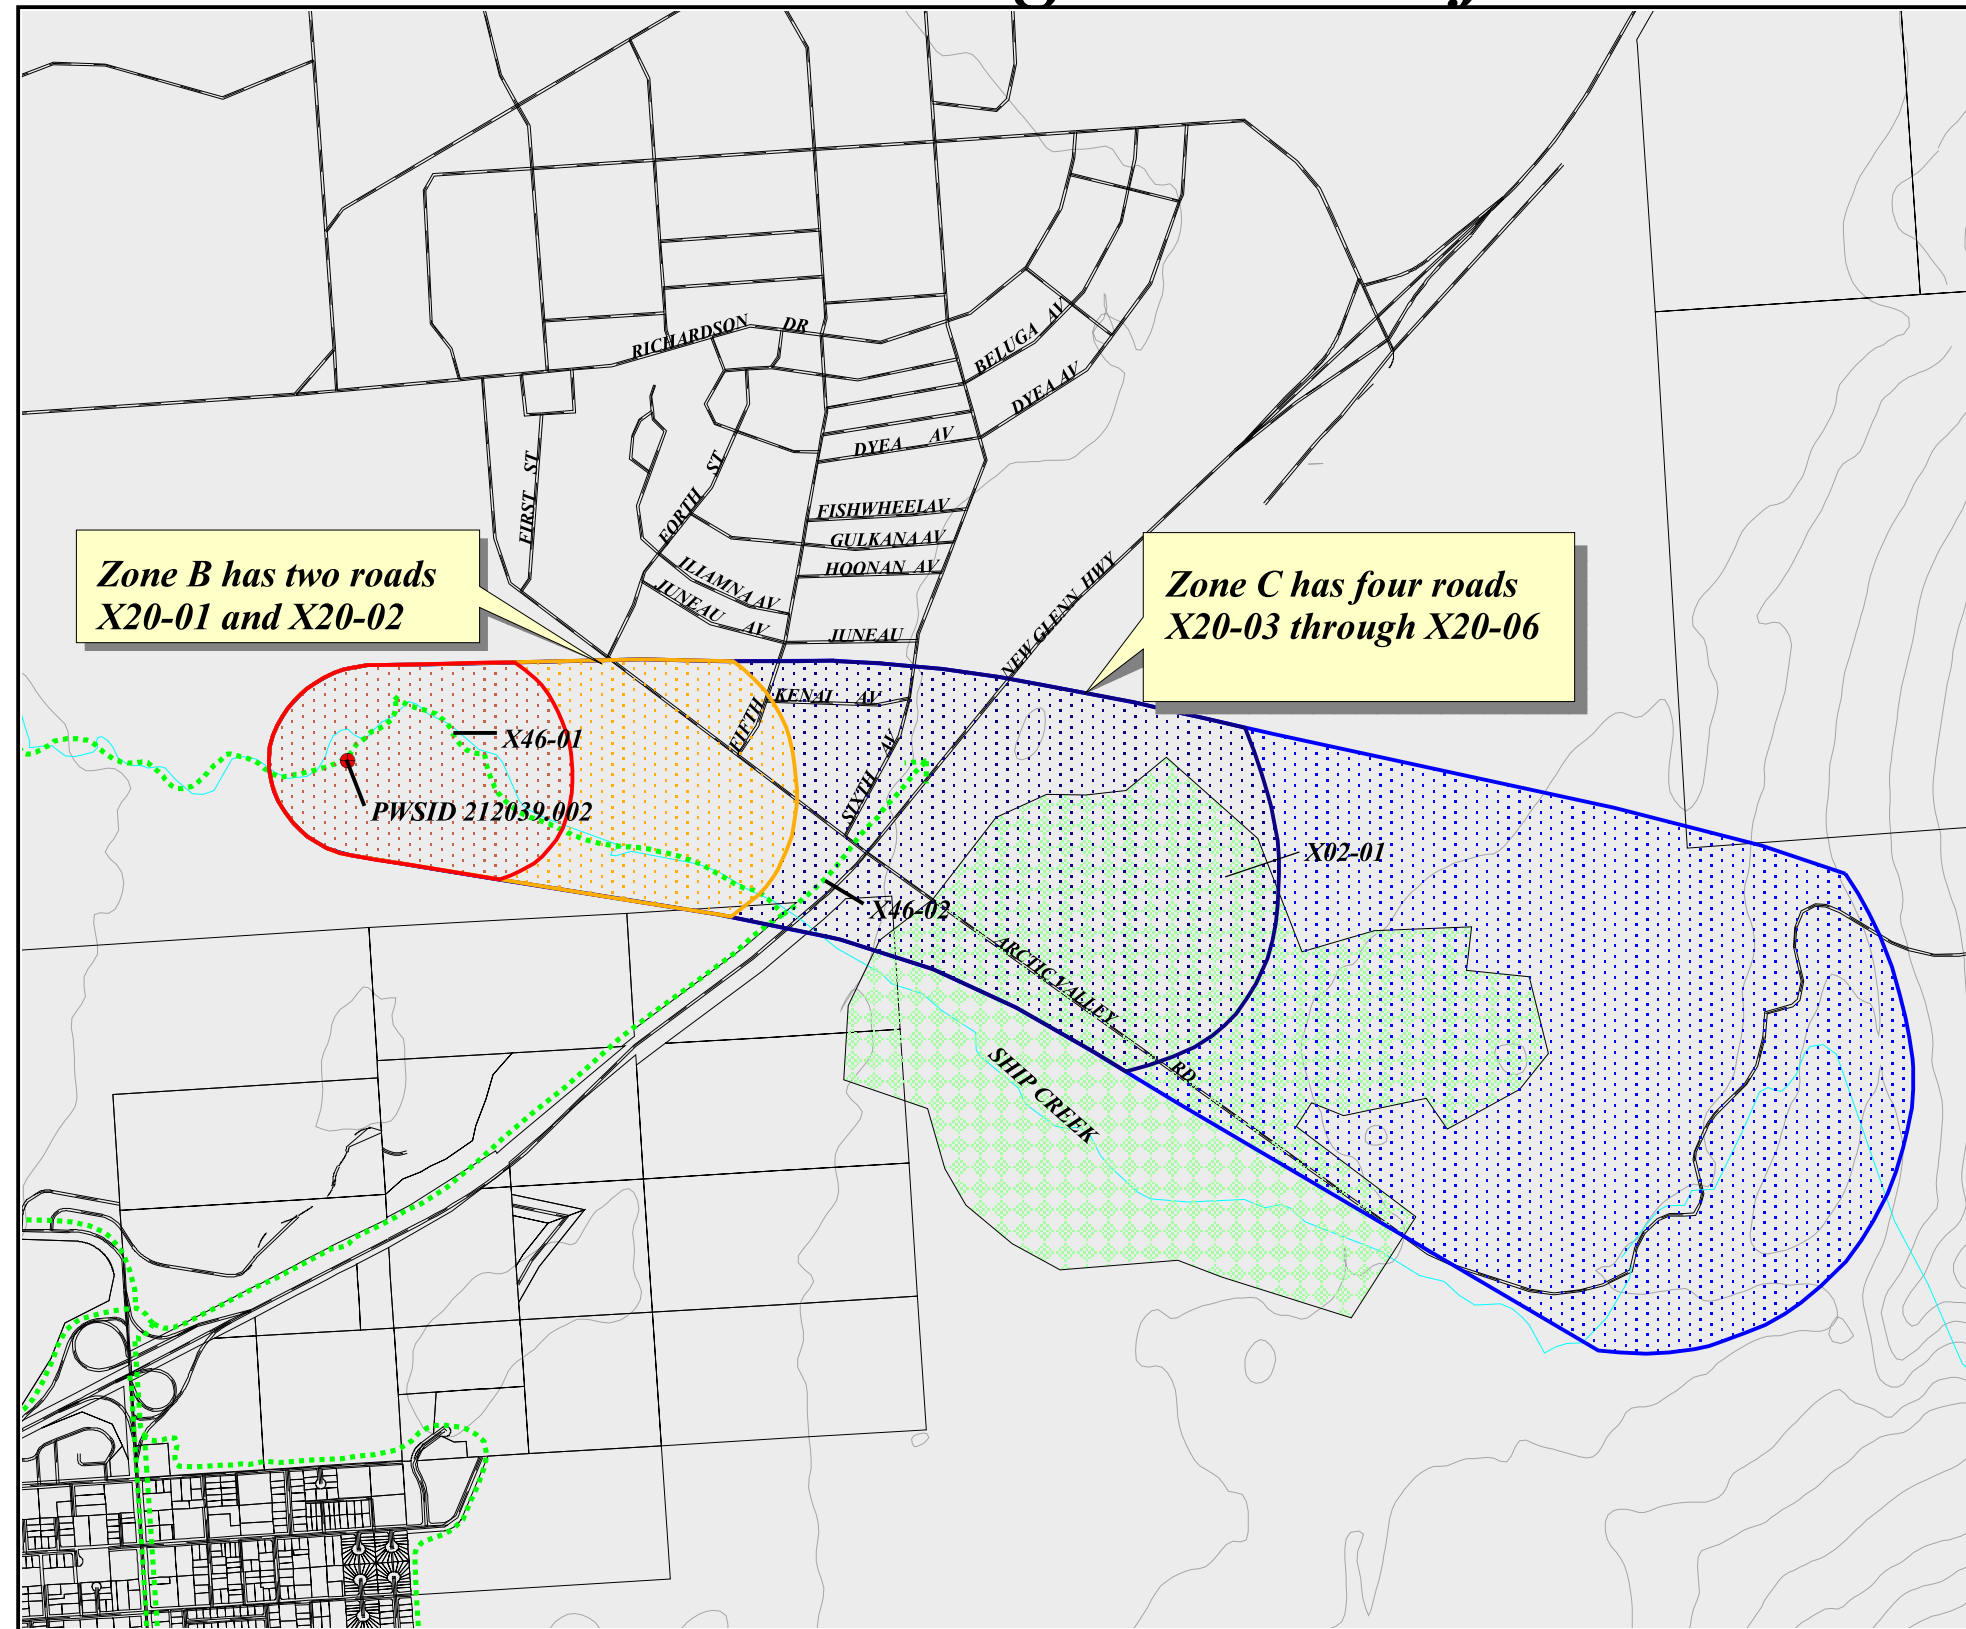 RICHARDSON DR
BELUGA AV
DYEA AV
DYEA AV
FIRST ST
FORTH ST
FISHWHEEL AV
GULKANA AV
HOONAN AV
ILIAMNA AV
JUNEAU AV
JUNEAU
NEW GLENN HWY
Zone B has two roads
X20-01 and X20-02
Zone C has four roads
X20-03 through X20-06
KENAI AV
FIFTH
SIXTH AV
X46-01
PWSID 212039.002
X02-01
X46-02
ARCTIC VALLEY RD
SHIP CREEK